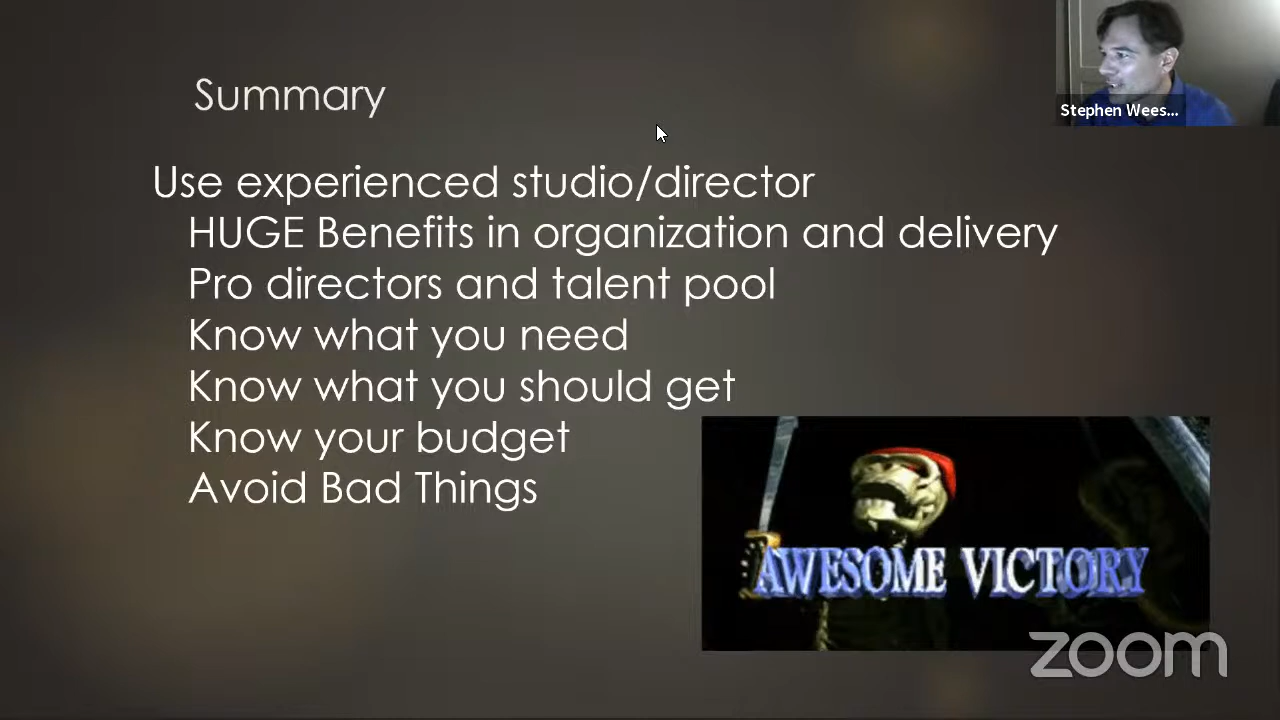 Summary
Stephen Wees...
Use experienced studio/director
HUGE Benefits in organization and delivery
Pro directors and talent pool
Know what you need
Know what you should get
Know your budget
Avoid Bad Things
AWESOME VICTORY
zoom